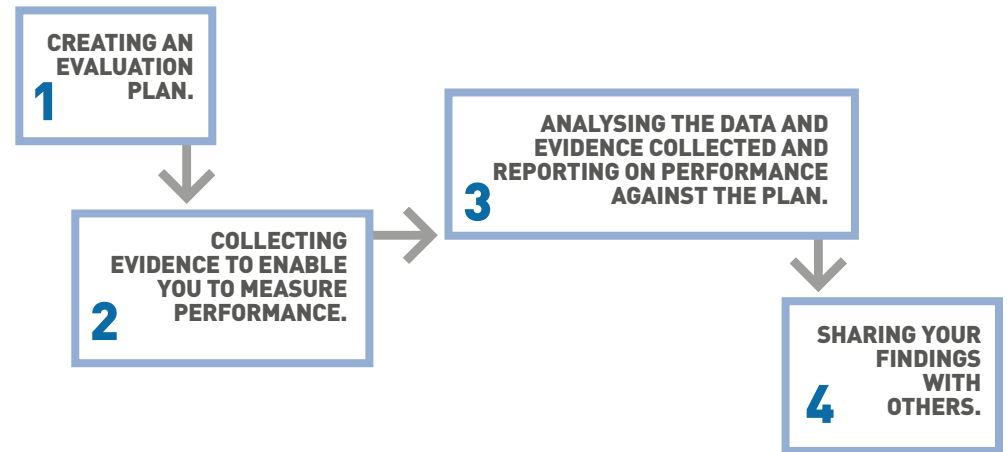 CREATING AN
EVALUATION
PLAN.
1
COLLECTING
EVIDENCE TO ENABLE
YOU TO MEASURE
PERFORMANCE.
2
ANALYSING THE DATA AND
EVIDENCE COLLECTED AND
REPORTING ON PERFORMANCE
AGAINST THE PLAN.
3
SHARING YOUR
FINDINGS
WITH
OTHERS.
4